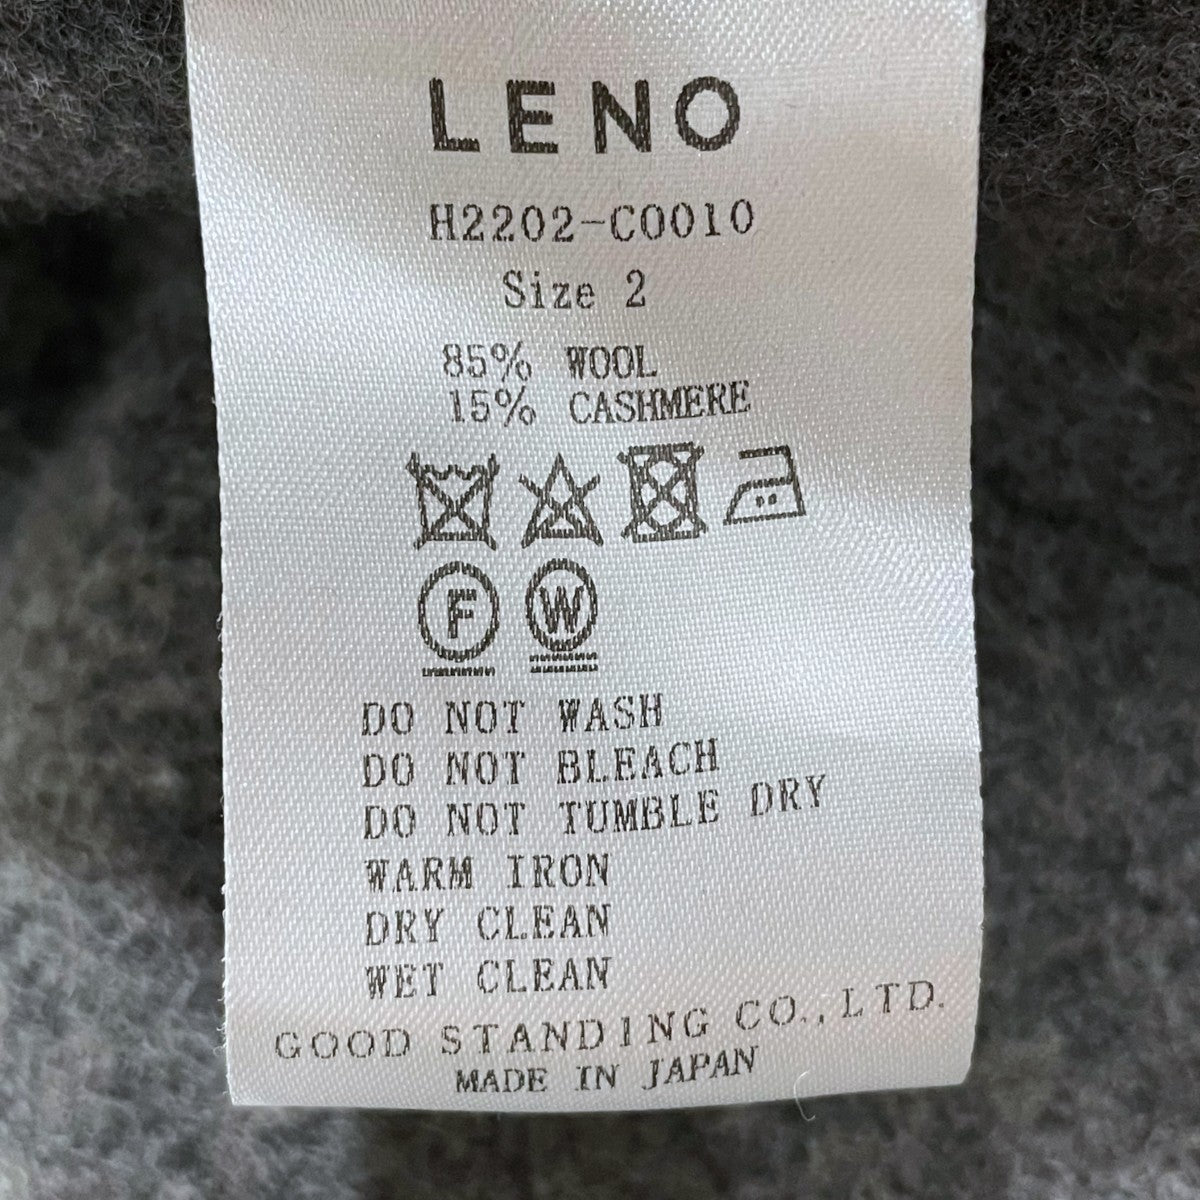 LENO
H2202-C0010
Size 2
85% WOOL
15% CASHMERE
F W
DO NOT WASH
DO NOT BLEACH
DO NOT TUMBLE DRY
WARM IRON
DRY CLEAN
WET CLEAN
GOOD STANDING CO.,LTD.
MADE IN JAPAN